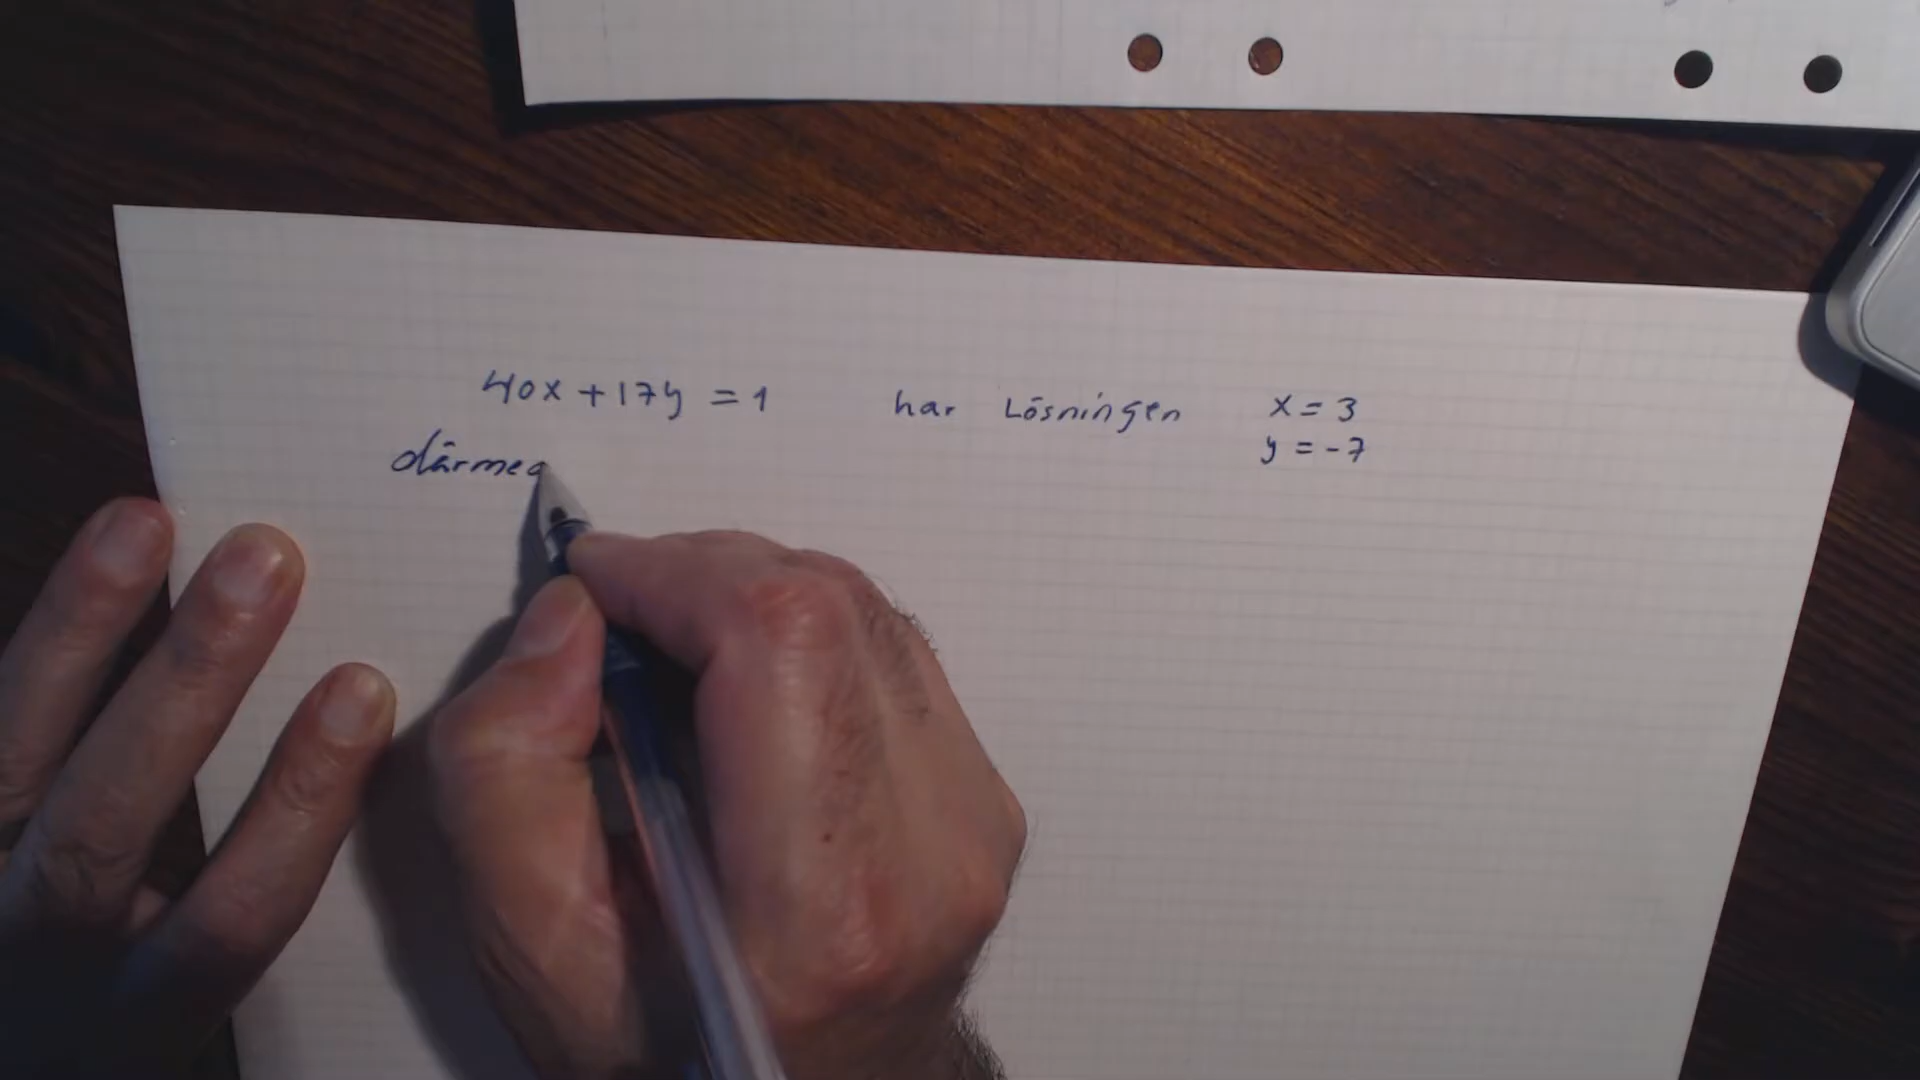 40x + 17y = 1 har Lösningen x = 3
y = -7
därmed